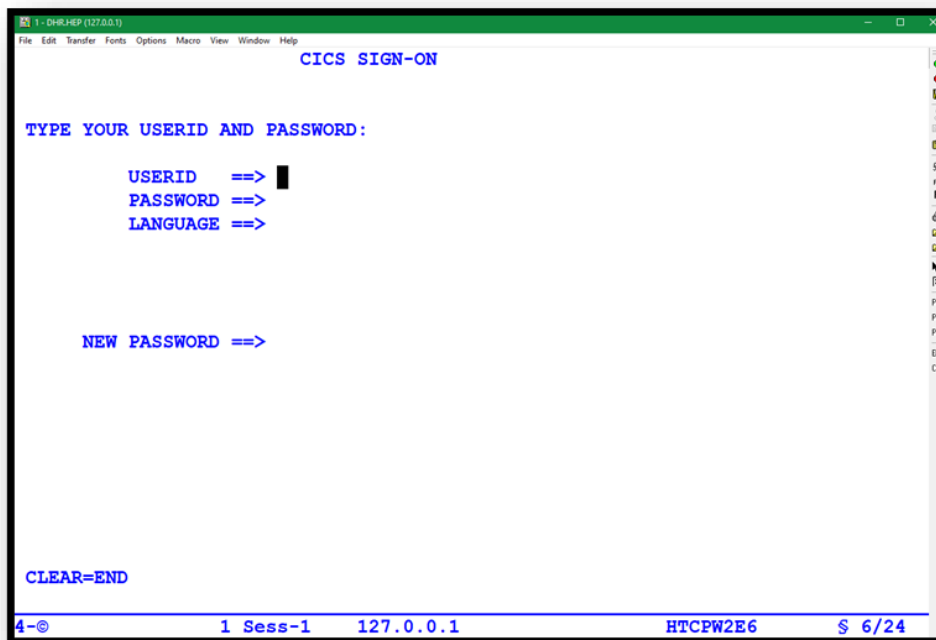 1 - DHR.HEP (127.0.0.1)
File Edit Transfer Fonts Options Macro View Window Help
CICS SIGN-ON
TYPE YOUR USERID AND PASSWORD:
USERID ==>
PASSWORD ==>
LANGUAGE ==>
NEW PASSWORD ==>
CLEAR=END
4-© 1 Sess-1 127.0.0.1 HTCPW2E6 § 6/24